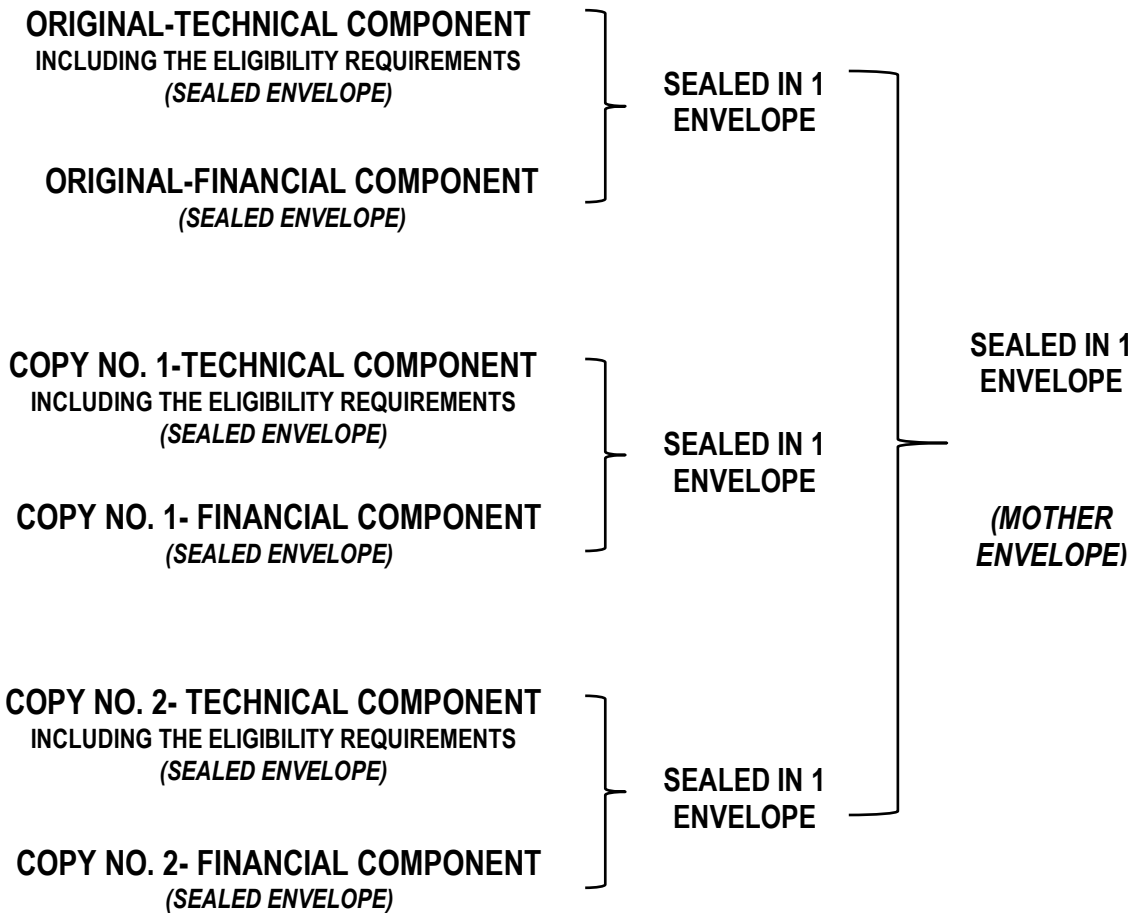 ORIGINAL-TECHNICAL COMPONENT
INCLUDING THE ELIGIBILITY REQUIREMENTS
(SEALED ENVELOPE)
ORIGINAL-FINANCIAL COMPONENT
(SEALED ENVELOPE)
SEALED IN 1
ENVELOPE
COPY NO. 1-TECHNICAL COMPONENT
INCLUDING THE ELIGIBILITY REQUIREMENTS
(SEALED ENVELOPE)
COPY NO. 1- FINANCIAL COMPONENT
(SEALED ENVELOPE)
SEALED IN 1
ENVELOPE
COPY NO. 2- TECHNICAL COMPONENT
INCLUDING THE ELIGIBILITY REQUIREMENTS
(SEALED ENVELOPE)
COPY NO. 2- FINANCIAL COMPONENT
(SEALED ENVELOPE)
SEALED IN 1
ENVELOPE
SEALED IN 1
ENVELOPE
(MOTHER
ENVELOPE)